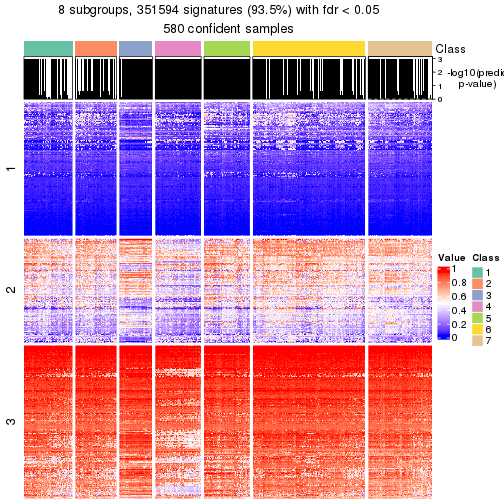 8 subgroups, 351594 signatures (93.5%) with fdr < 0.05
580 confident samples
Class
3
2
1
0
-log10(predic
p-value)
1
2
3
Value
1
0.8
0.6
0.4
0.2
0
Class
1
2
3
4
5
6
7